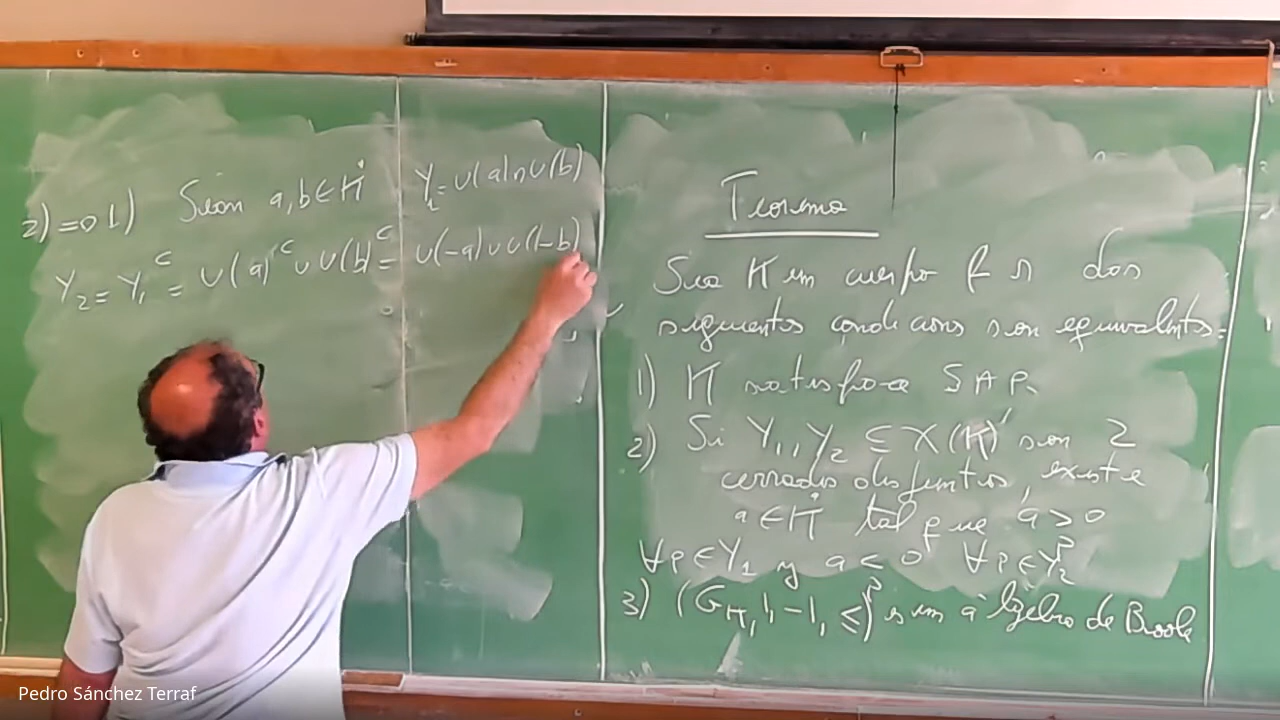 2) ⇒ 1) Sean a, b ∈ K̇ Y₁ = U(a) ∩ U(b)
Y₂ = Y₁ᶜ = U(a)ᶜ ∪ U(b)ᶜ = U(-a) ∪ U(-b)
Teorema
Sea K un cuerpo f r las
siguientes condiciones son equivalentes:
1) K satisface SAP.
2) Si Y₁, Y₂ ⊆ X(K) son 2
cerrados disjuntos, existe
a ∈ K̇ tal que a >ₚ 0
∀P ∈ Y₁ y a <ₚ 0 ∀P ∈ Y₂
3) (G_K, 1, -1, ≤) es un álgebra de Boole
Pedro Sánchez Terraf